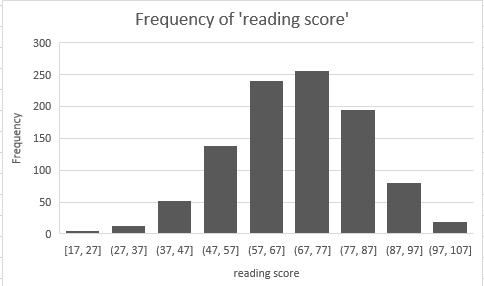 Frequency of 'reading score'
300
250
200
150
100
50
0
Frequency
[17, 27] (27, 37] (37, 47] (47, 57] (57, 67] (67, 77] (77, 87] (87, 97] (97, 107]
reading score